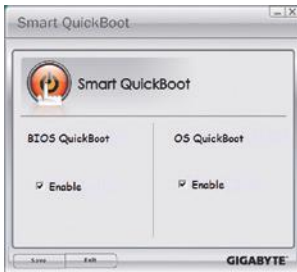 Smart QuickBoot
Smart QuickBoot
BIOS QuickBoot
OS QuickBoot
Enable
Enable
Save
Exit
GIGABYTE